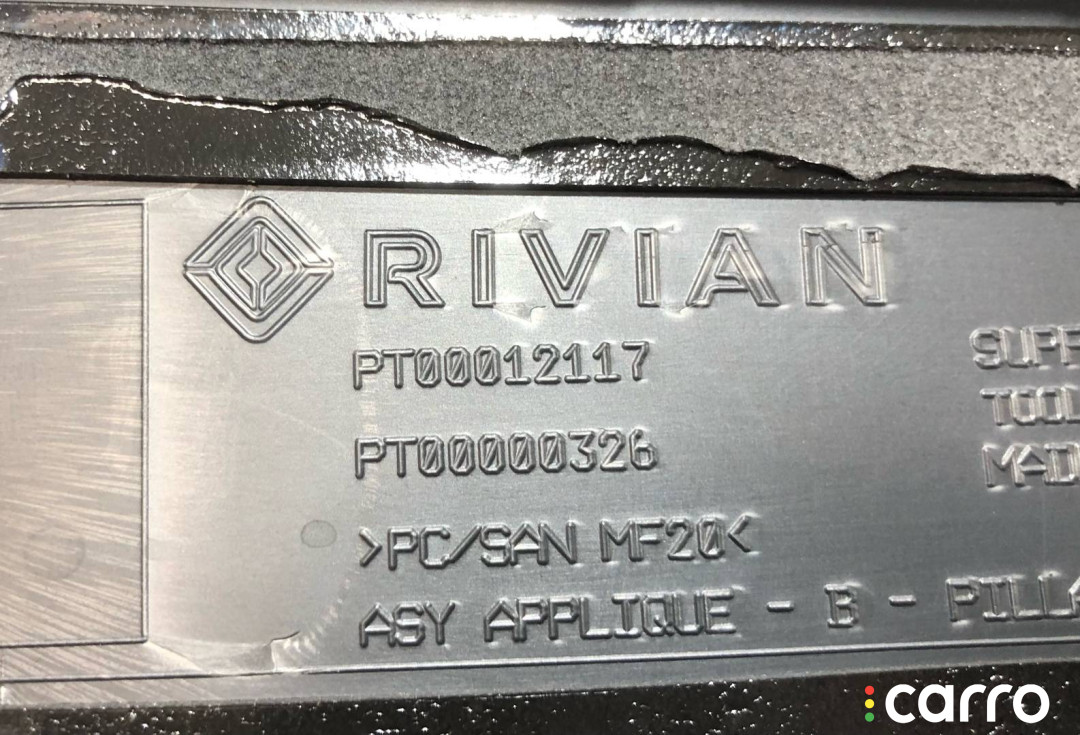 RIVIAN
PT00012117
PT00000326
>PC/SAN MF20<
ASY APPLIQUE - B -
carro